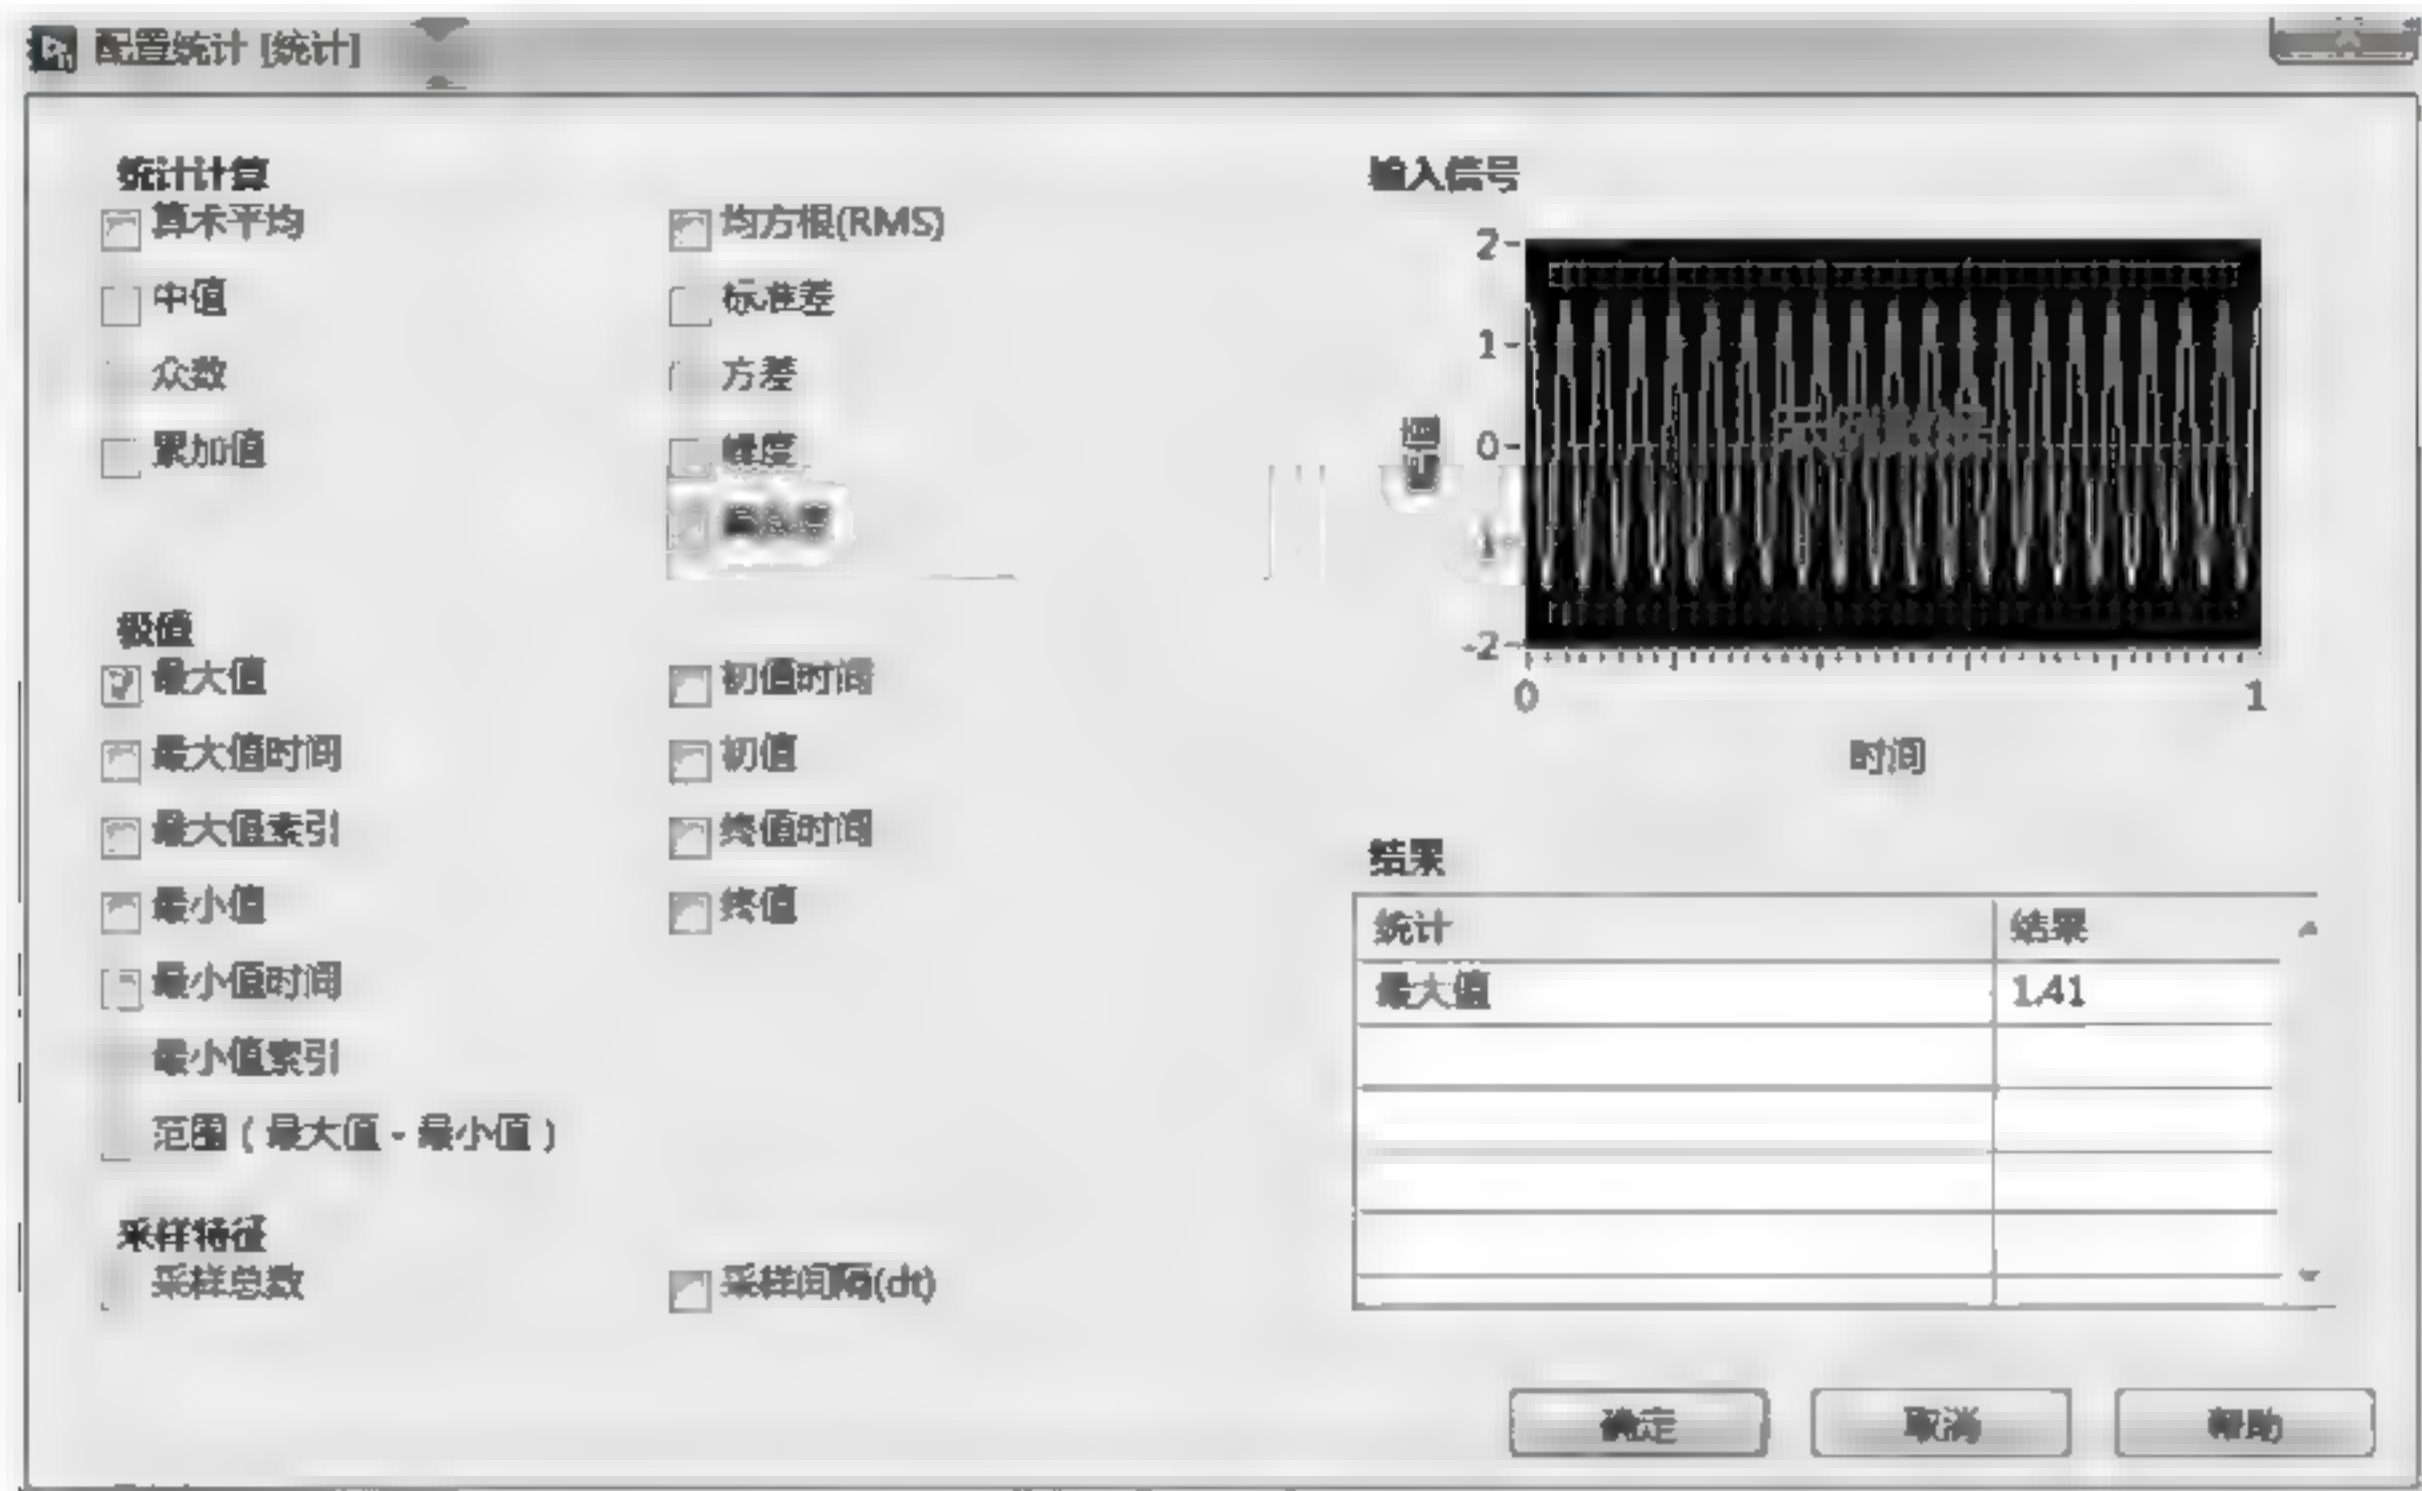 配置统计 [统计]
统计计算
算术平均
均方根(RMS)
中值
标准差
众数
方差
累加值
峰度
极值
最大值
初值时间
最大值时间
初值
最大值索引
终值时间
最小值
终值
最小值时间
最小值索引
范围 ( 最大值 - 最小值 )
采样特征
采样总数
采样间隔(dt)
输入信号
2
1
0
-2
0
1
时间
结果
统计 结果
最大值 1.41
确定
取消
帮助